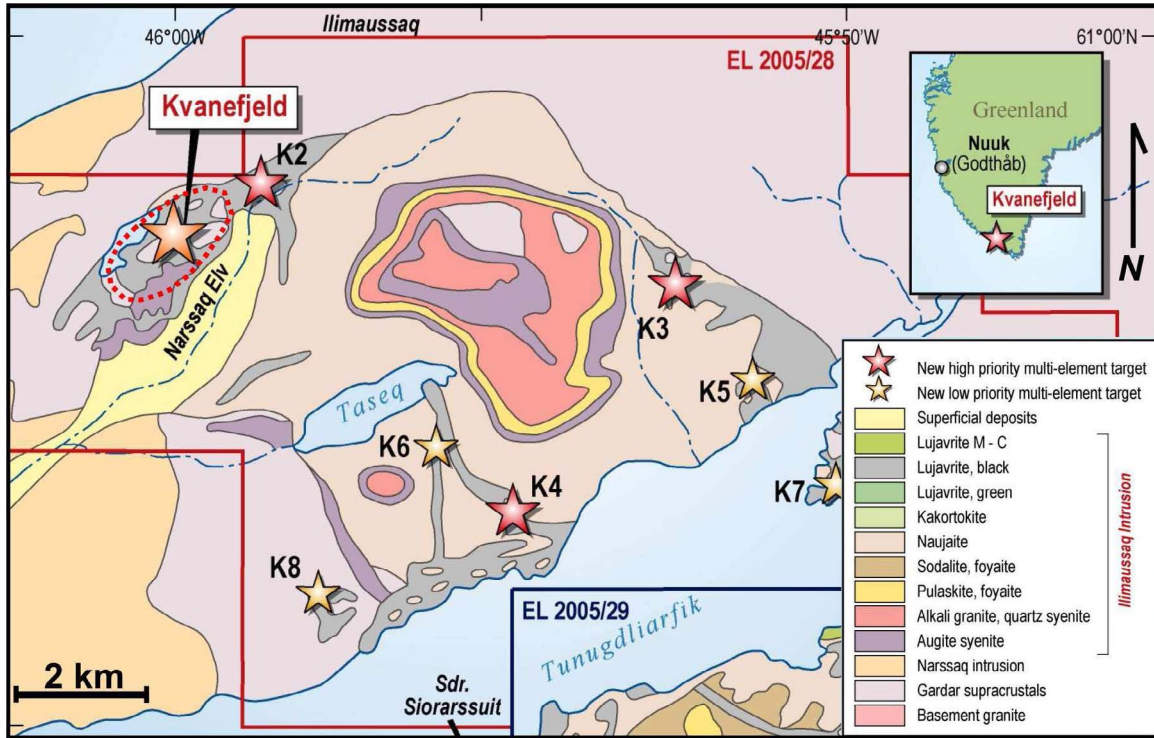 Ilimaussaq
46°00'W
45°50'W
61°00'N
EL 2005/28
Kvanefjeld
Greenland
Nuuk
(Godthåb)
Kvanefjeld
N
K2
Narssaq Elv
K3
K5
Taseq
K6
K4
K7
K8
EL 2005/29
Tunugdliarfik
2 km
Sdr.
Siorarssuit
New high priority multi-element target
New low priority multi-element target
Superficial deposits
Lujavrite M - C
Lujavrite, black
Lujavrite, green
Kakortokite
Naujaite
Sodalite, foyaite
Pulaskite, foyaite
Alkali granite, quartz syenite
Augite syenite
Ilimaussaq Intrusion
Narssaq intrusion
Gardar supracrustals
Basement granite